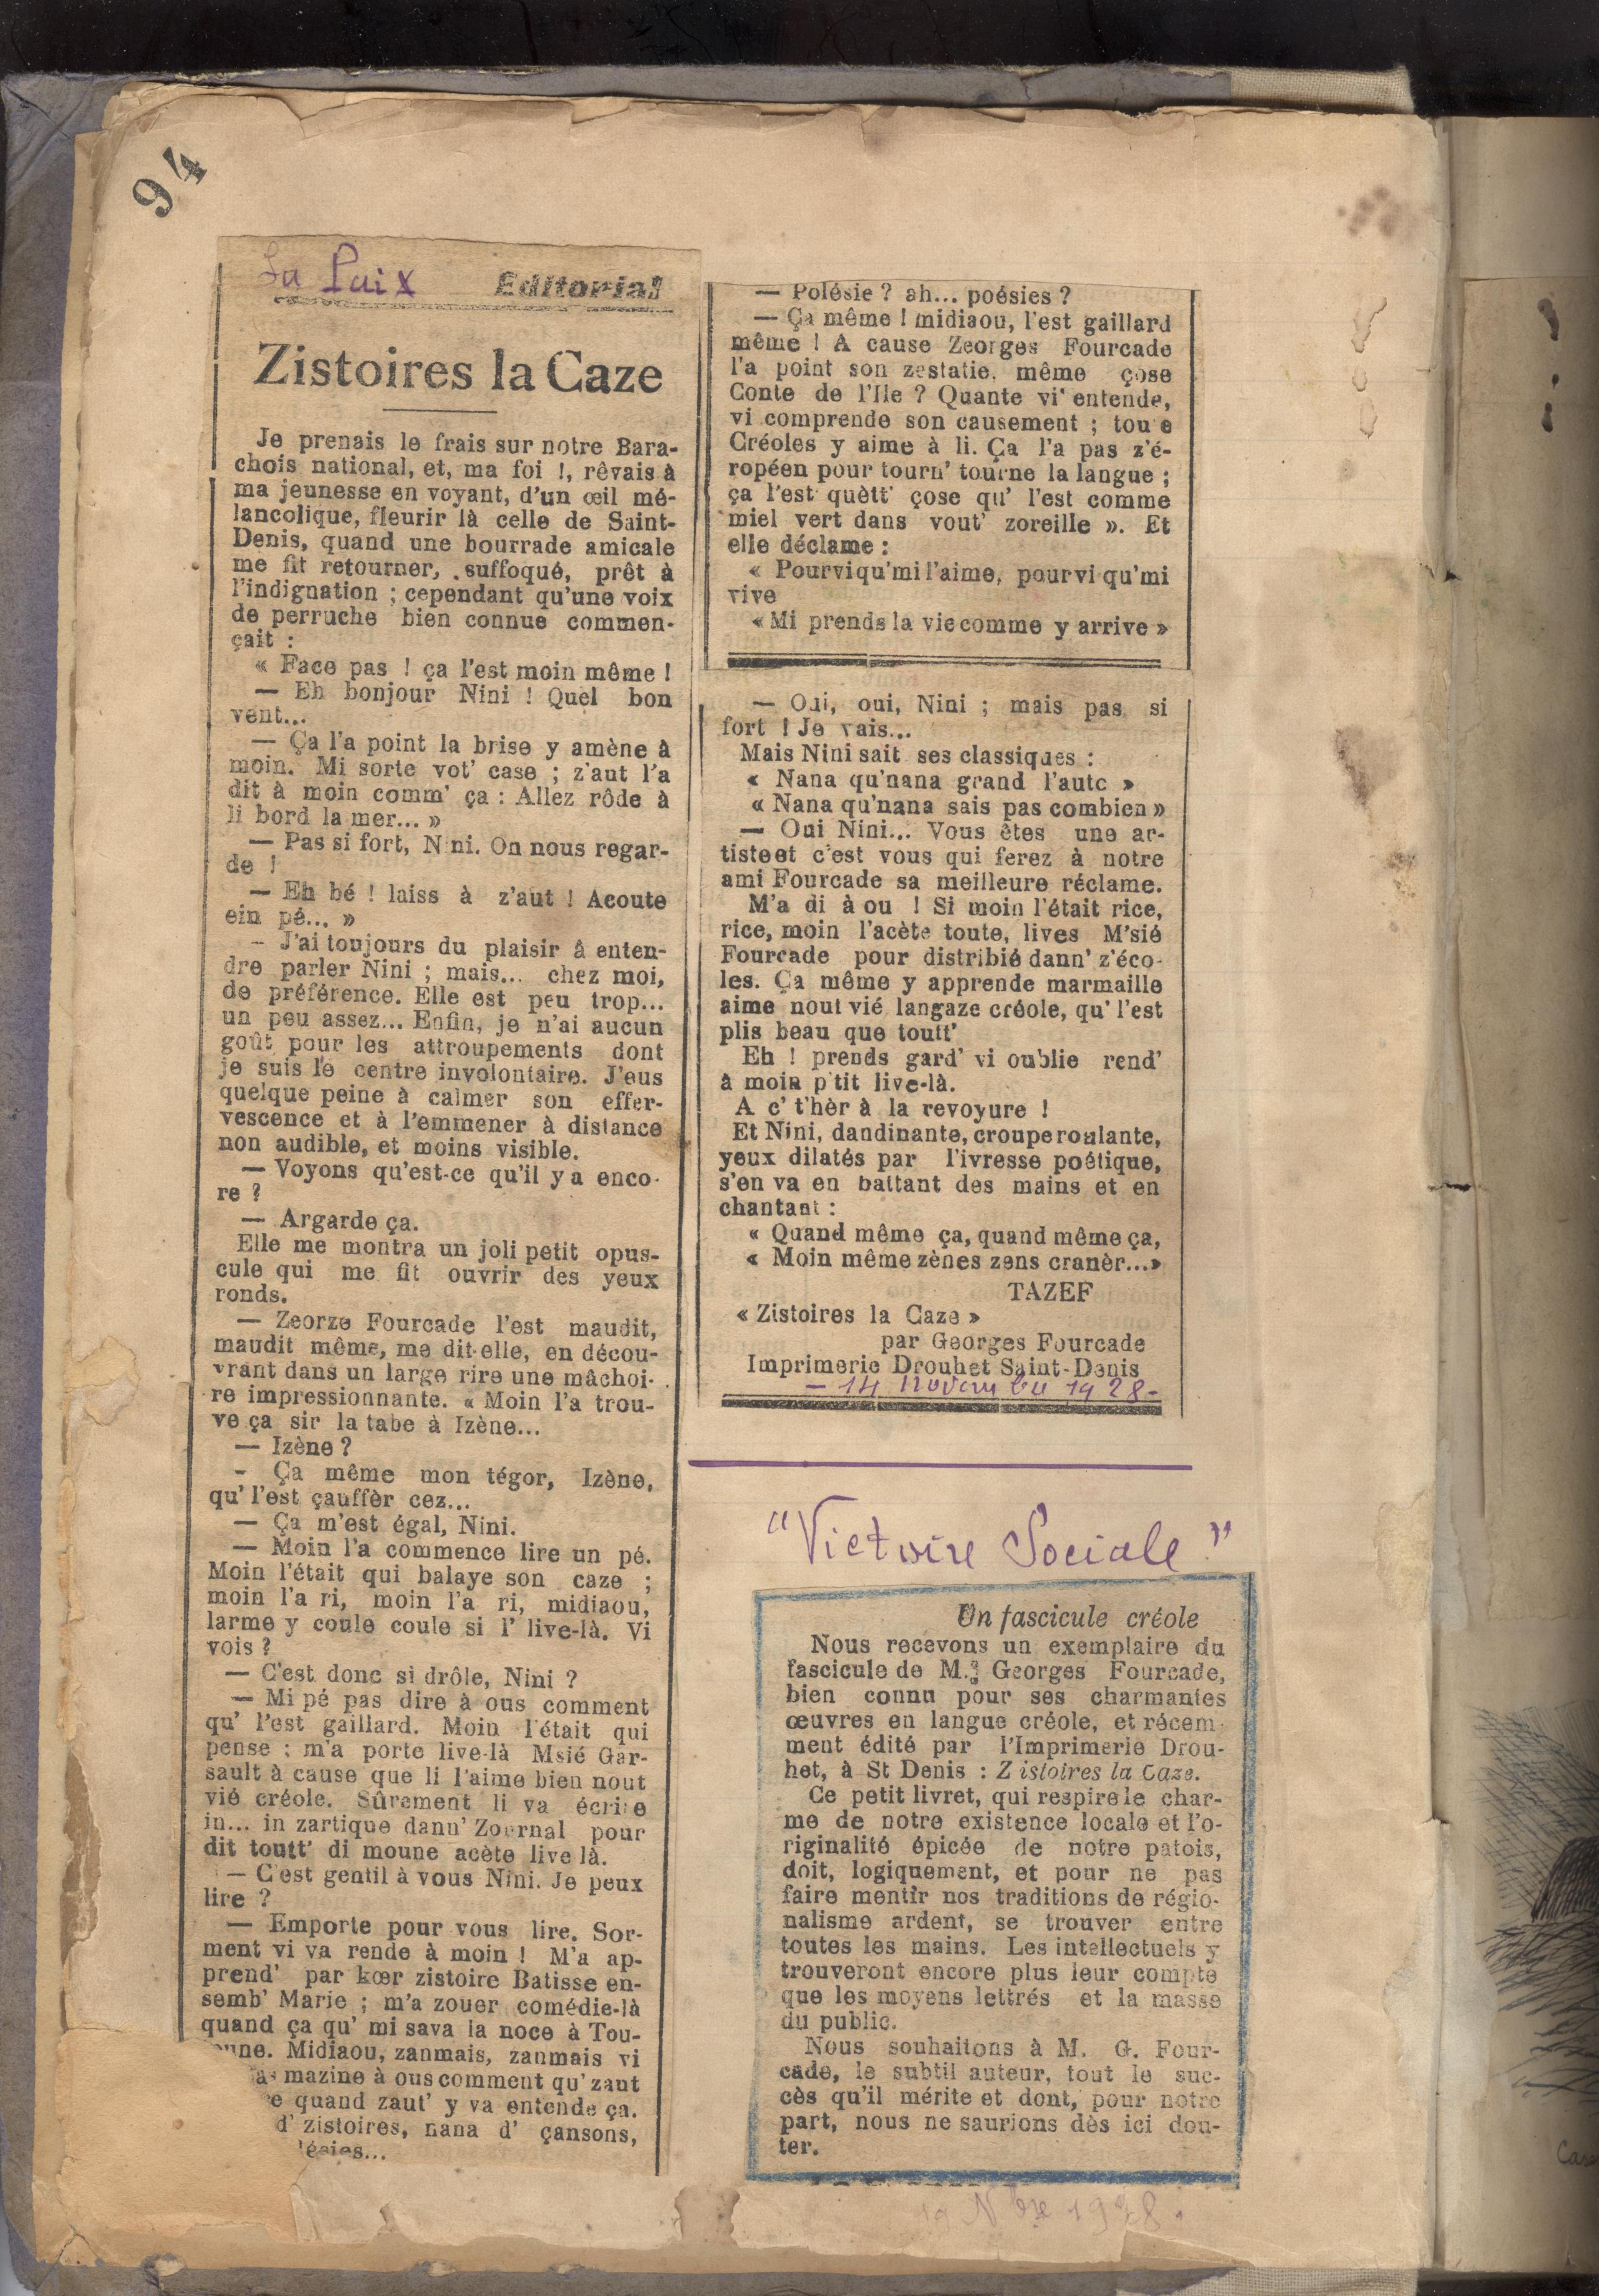 94
La Paix Editorial
Zistoires la Caze
Je prenais le frais sur notre Bara-
chois national, et, ma foi !, rêvais à
ma jeunesse en voyant, d'un œil mé-
lancolique, fleurir là celle de Saint-
Denis, quand une bourrade amicale
me fit retourner, suffoqué, prêt à
l'indignation ; cependant qu'une voix
de perruche bien connue commen-
çait :
« Face pas ! ça l'est moin même !
— Eh bonjour Nini ! Quel bon
vent...
— Ça l'a point la brise y amène à
moin. Mi sorte vot' case ; z'aut l'a
dit à moin comm' ça : Allez rôde à
li bord la mer... »
— Pas si fort, Nini. On nous regar-
de !
— Eh bé ! laiss à z'aut ! Acoute
ein pé... »
— J'ai toujours du plaisir à enten-
dre parler Nini ; mais... chez moi,
de préférence. Elle est peu trop...
un peu assez... Enfin, je n'ai aucun
goût pour les attroupements dont
je suis le centre involontaire. J'eus
quelque peine à calmer son effer-
vescence et à l'emmener à distance
non audible, et moins visible.
— Voyons qu'est-ce qu'il y a enco-
re ?
— Argarde ça.
Elle me montra un joli petit opus-
cule qui me fit ouvrir des yeux
ronds.
— Zeorze Fourcade l'est maudit,
maudit même, me dit-elle, en décou-
vrant dans un large rire une mâchoi-
re impressionnante. « Moin l'a trou-
ve ça sir la tabe à Izène...
— Izène ?
- Ça même mon tégor, Izène,
qu' l'est çauffèr cez...
— Ça m'est égal, Nini.
— Moin l'a commence lire un pé.
Moin l'était qui balaye son caze ;
moin l'a ri, moin l'a ri, midiaou,
larme y coule coule si l' live-là. Vi
vois ?
— C'est donc si drôle, Nini ?
— Mi pé pas dire à ous comment
qu' l'est gaillard. Moin l'était qui
pense : m'a porte live-là Msié Gar-
sault à cause que li l'aime bien nout
vié créole. Sûrement li va écrire
in... in zartique dann' Zournal pour
dit toutt' di moune acète live là.
— C'est gentil à vous Nini. Je peux
lire ?
— Emporte pour vous lire. Sor-
ment vi va rende à moin ! M'a ap-
prend' par kœr zistoire Batisse en-
semb' Marie ; m'a zouer comédie-là
quand ça qu' mi sava la noce à Tou-
une. Midiaou, zanmais, zanmais vi
mazine à ous comment qu' zaut
quand zaut' y va entende ça.
d' zistoires, nana d' çansons,
— Polésie ? ah... poésies ?
— Ça même ! midiaou, l'est gaillard
même ! A cause Zeorges Fourcade
l'a point son zestatie, même çose
Conte de l'Ile ? Quante vi' entende,
vi comprende son causement ; toute
Créoles y aime à li. Ça l'a pas z'é-
ropéen pour tourn' tourne la langue ;
ça l'est quètt' çose qu' l'est comme
miel vert dans vout' zoreille ». Et
elle déclame :
« Pourvi qu'mi l'aime, pourvi qu'mi
vive
« Mi prends la vie comme y arrive »
— Oui, oui, Nini ; mais pas si
fort ! Je vais...
Mais Nini sait ses classiques :
« Nana qu'nana grand l'autc »
« Nana qu'nana sais pas combien »
— Oui Nini... Vous êtes une ar-
tiste et c'est vous qui ferez à notre
ami Fourcade sa meilleure réclame.
M'a di à ou ! Si moin l'était rice,
rice, moin l'acète toute, lives M'sié
Fourcade pour distribié dann' z'éco-
les. Ça même y apprende marmaille
aime nout vié langaze créole, qu' l'est
plis beau que toutt'
Eh ! prends gard' vi oublie rend'
à moin p'tit live-là.
A c' t'hèr à la revoyure !
Et Nini, dandinante, croupe roulante,
yeux dilatés par l'ivresse poétique,
s'en va en battant des mains et en
chantant :
« Quand même ça, quand même ça,
« Moin même zènes zens cranèr...»
TAZEF
« Zistoires la Caze »
par Georges Fourcade
Imprimerie Drouhet Saint-Denis
- 14 novembre 1928-
"Victoire Sociale"
Un fascicule créole
Nous recevons un exemplaire du
fascicule de M. Georges Fourcade,
bien connu pour ses charmantes
œuvres en langue créole, et récem-
ment édité par l'Imprimerie Drou-
het, à St Denis : Zistoires la Caze.
Ce petit livret, qui respire le char-
me de notre existence locale et l'o-
riginalité épicée de notre patois,
doit, logiquement, et pour ne pas
faire mentir nos traditions de régio-
nalisme ardent, se trouver entre
toutes les mains. Les intellectuels y
trouveront encore plus leur compte
que les moyens lettrés et la masse
du public.
Nous souhaitons à M. G. Four-
cade, le subtil auteur, tout le suc-
cès qu'il mérite et dont, pour notre
part, nous ne saurions dès ici dou-
ter.
19 Nbre 1928.